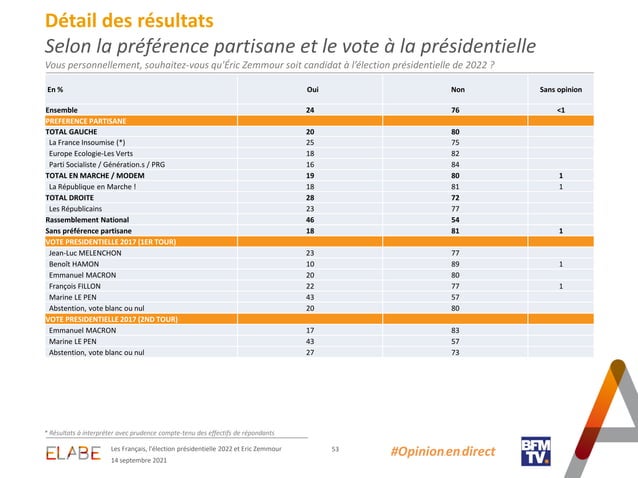 Détail des résultats
Selon la préférence partisane et le vote à la présidentielle
Vous personnellement, souhaitez-vous qu'Éric Zemmour soit candidat à l'élection présidentielle de 2022 ?
En % Oui Non Sans opinion
Ensemble 24 76 <1
PREFERENCE PARTISANE
TOTAL GAUCHE 20 80
La France Insoumise (*) 25 75
Europe Ecologie-Les Verts 18 82
Parti Socialiste / Génération.s / PRG 16 84
TOTAL EN MARCHE / MODEM 19 80 1
La République en Marche ! 18 81 1
TOTAL DROITE 28 72
Les Républicains 23 77
Rassemblement National 46 54
Sans préférence partisane 18 81 1
VOTE PRESIDENTIELLE 2017 (1ER TOUR)
Jean-Luc MELENCHON 23 77
Benoît HAMON 10 89 1
Emmanuel MACRON 20 80
François FILLON 22 77 1
Marine LE PEN 43 57
Abstention, vote blanc ou nul 20 80
VOTE PRESIDENTIELLE 2017 (2ND TOUR)
Emmanuel MACRON 17 83
Marine LE PEN 43 57
Abstention, vote blanc ou nul 27 73
* Résultats à interpréter avec prudence compte-tenu des effectifs de répondants
ELABE
Les Français, l'élection présidentielle 2022 et Eric Zemmour 53
14 septembre 2021
#Opinionendirect
BFM
TV.